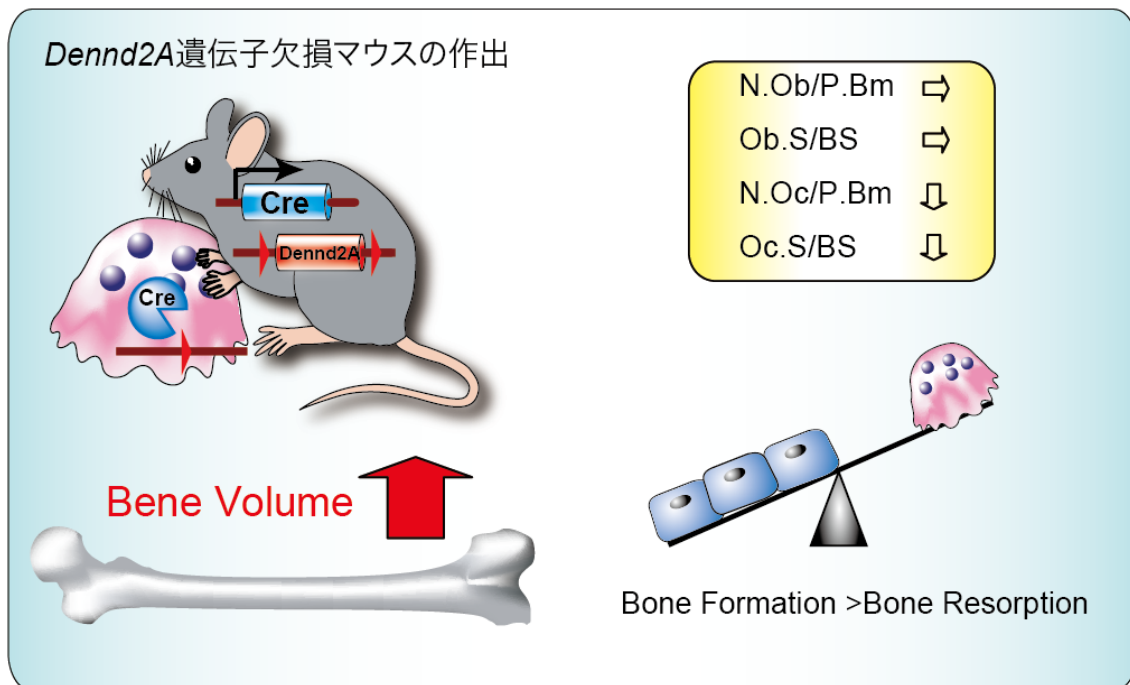 Dennd2A遺伝子欠損マウスの作出
Cre
Dennd2A
Cre
Bene Volume
N.Ob/P.Bm ⇨
Ob.S/BS ⇨
N.Oc/P.Bm ⇩
Oc.S/BS ⇩
Bone Formation >Bone Resorption